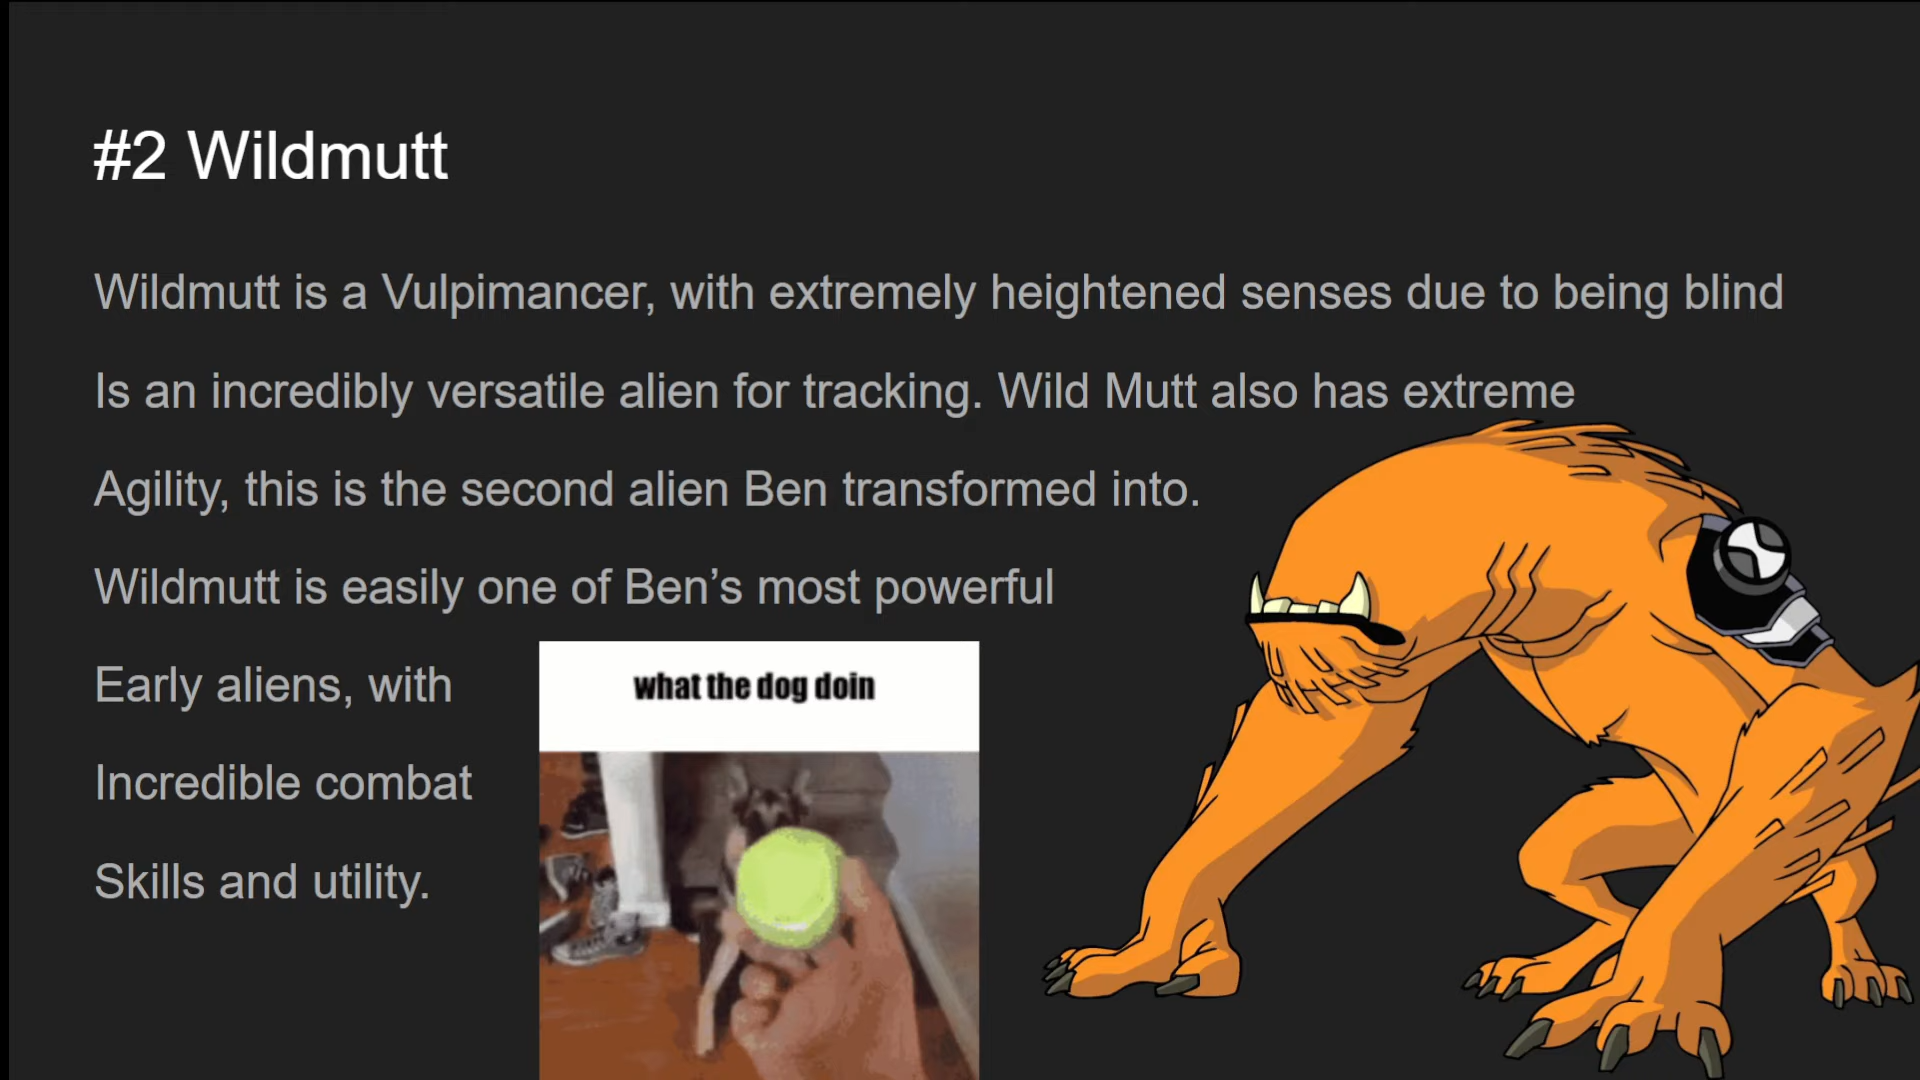 #2 Wildmutt
Wildmutt is a Vulpimancer, with extremely heightened senses due to being blind
Is an incredibly versatile alien for tracking. Wild Mutt also has extreme
Agility, this is the second alien Ben transformed into.
Wildmutt is easily one of Ben’s most powerful
Early aliens, with
Incredible combat
Skills and utility.
what the dog doin